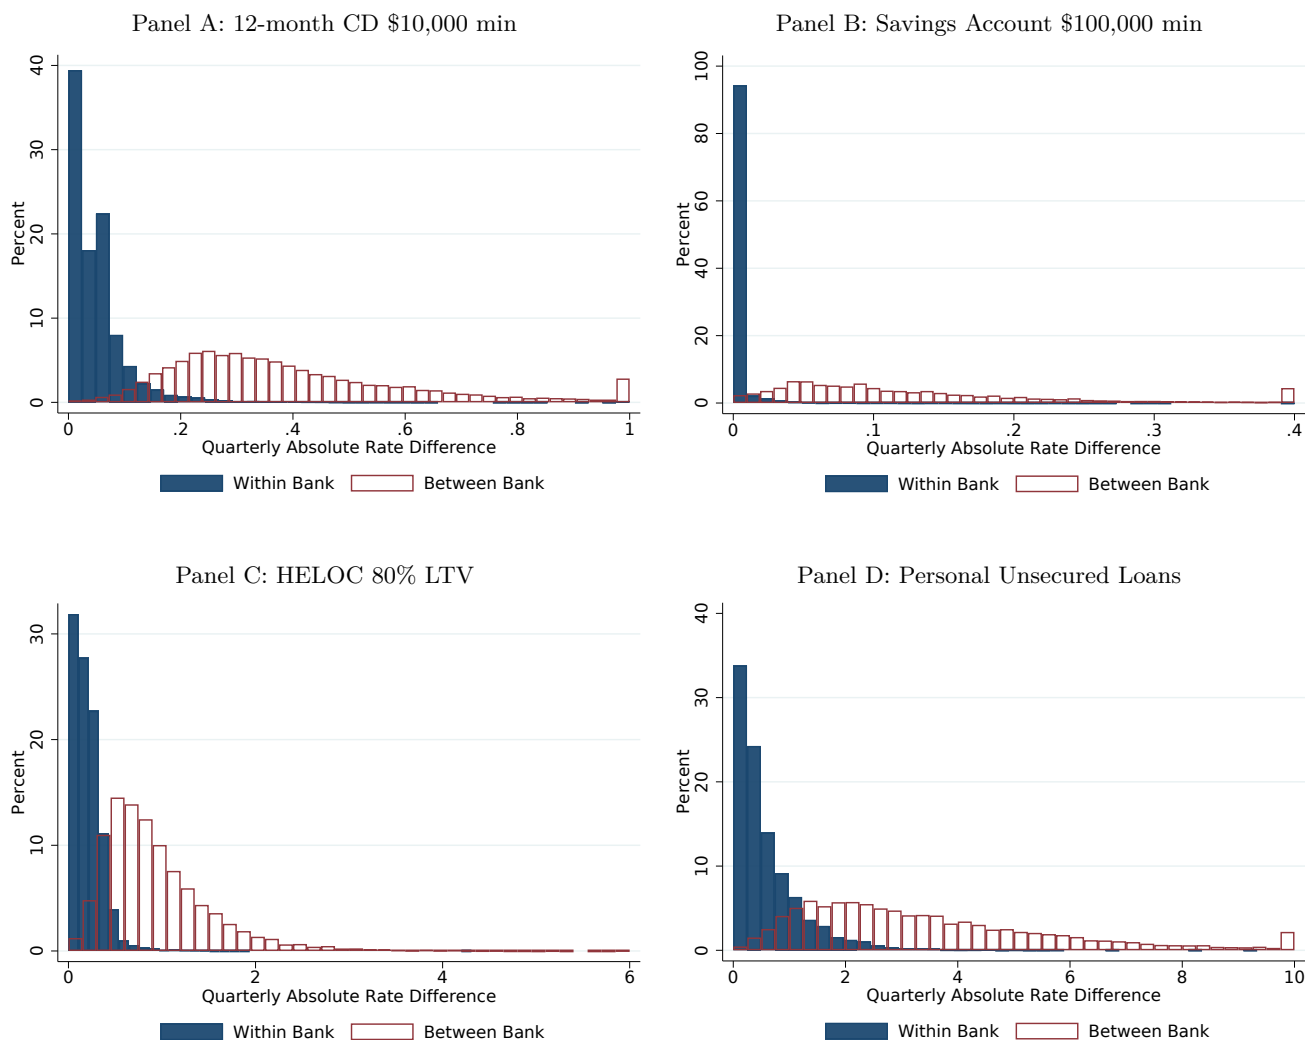 Panel A: 12-month CD $10,000 min
Percent
40
30
20
10
0
0 .2 .4 .6 .8 1
Quarterly Absolute Rate Difference
Within Bank Between Bank
Panel B: Savings Account $100,000 min
Percent
100
80
60
40
20
0
0 .1 .2 .3 .4
Quarterly Absolute Rate Difference
Within Bank Between Bank
Panel C: HELOC 80% LTV
Percent
30
20
10
0
0 2 4 6
Quarterly Absolute Rate Difference
Within Bank Between Bank
Panel D: Personal Unsecured Loans
Percent
40
30
20
10
0
0 2 4 6 8 10
Quarterly Absolute Rate Difference
Within Bank Between Bank